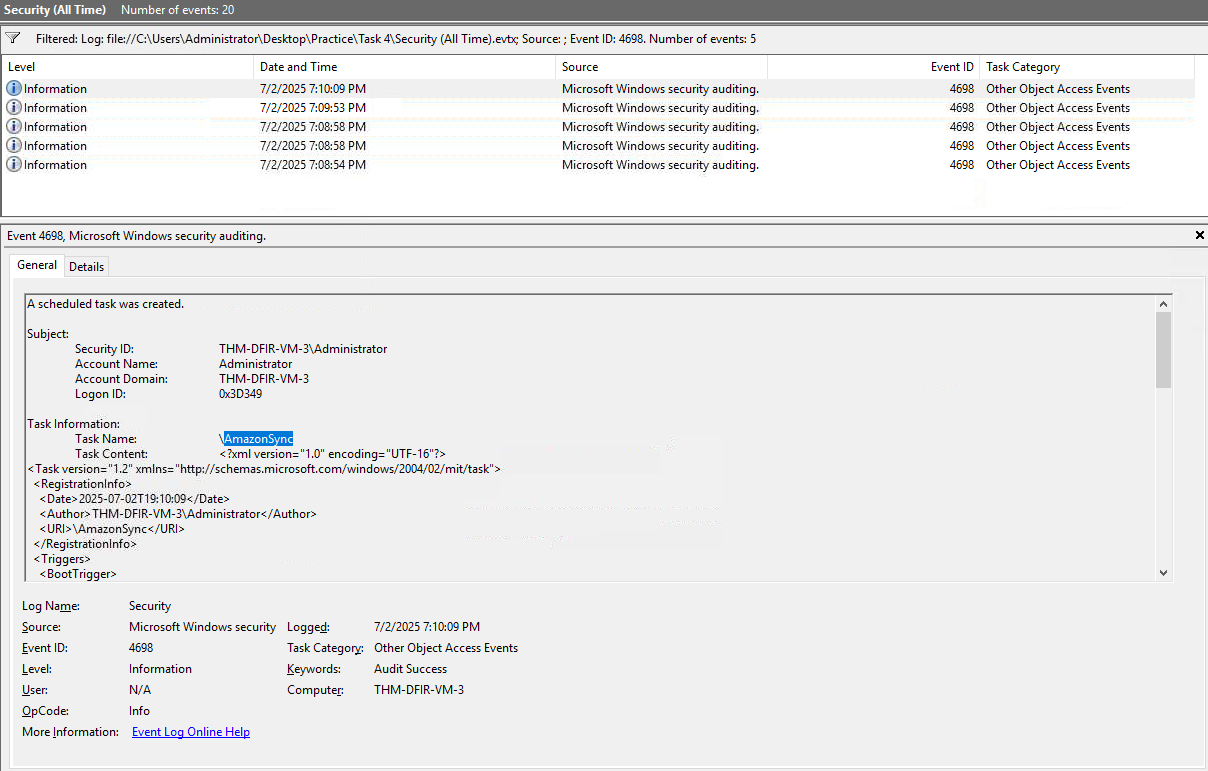 Security (All Time) Number of events: 20
Filtered: Log: file://C:\Users\Administrator\Desktop\Practice\Task 4\Security (All Time).evtx; Source: ; Event ID: 4698. Number of events: 5
Level Date and Time Source Event ID Task Category
Information 7/2/2025 7:10:09 PM Microsoft Windows security auditing. 4698 Other Object Access Events
Information 7/2/2025 7:09:53 PM Microsoft Windows security auditing. 4698 Other Object Access Events
Information 7/2/2025 7:08:58 PM Microsoft Windows security auditing. 4698 Other Object Access Events
Information 7/2/2025 7:08:58 PM Microsoft Windows security auditing. 4698 Other Object Access Events
Information 7/2/2025 7:08:54 PM Microsoft Windows security auditing. 4698 Other Object Access Events
Event 4698, Microsoft Windows security auditing.
General Details
A scheduled task was created.
Subject:
Security ID: THM-DFIR-VM-3\Administrator
Account Name: Administrator
Account Domain: THM-DFIR-VM-3
Logon ID: 0x3D349
Task Information:
Task Name: \AmazonSync
Task Content: <?xml version="1.0" encoding="UTF-16"?>
<Task version="1.2" xmlns="http://schemas.microsoft.com/windows/2004/02/mit/task">
<RegistrationInfo>
<Date>2025-07-02T19:10:09</Date>
<Author>THM-DFIR-VM-3\Administrator</Author>
<URI>\AmazonSync</URI>
</RegistrationInfo>
<Triggers>
<BootTrigger>
Log Name: Security
Source: Microsoft Windows security Logged: 7/2/2025 7:10:09 PM
Event ID: 4698 Task Category: Other Object Access Events
Level: Information Keywords: Audit Success
User: N/A Computer: THM-DFIR-VM-3
OpCode: Info
More Information: Event Log Online Help